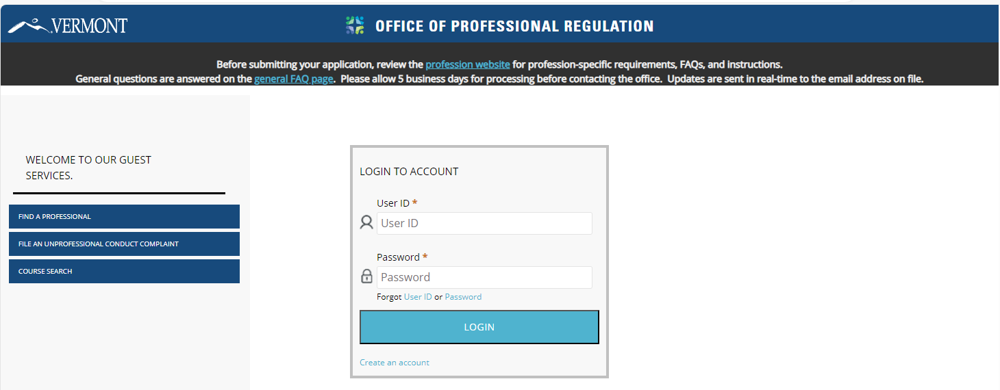 VERMONT
OFFICE OF PROFESSIONAL REGULATION
Before submitting your application, review the profession website for profession-specific requirements, FAQs, and instructions.
General questions are answered on the general FAQ page. Please allow 5 business days for processing before contacting the office. Updates are sent in real-time to the email address on file.
WELCOME TO OUR GUEST
SERVICES.
FIND A PROFESSIONAL
FILE AN UNPROFESSIONAL CONDUCT COMPLAINT
COURSE SEARCH
LOGIN TO ACCOUNT
User ID *
User ID
Password *
Password
Forgot User ID or Password
LOGIN
Create an account